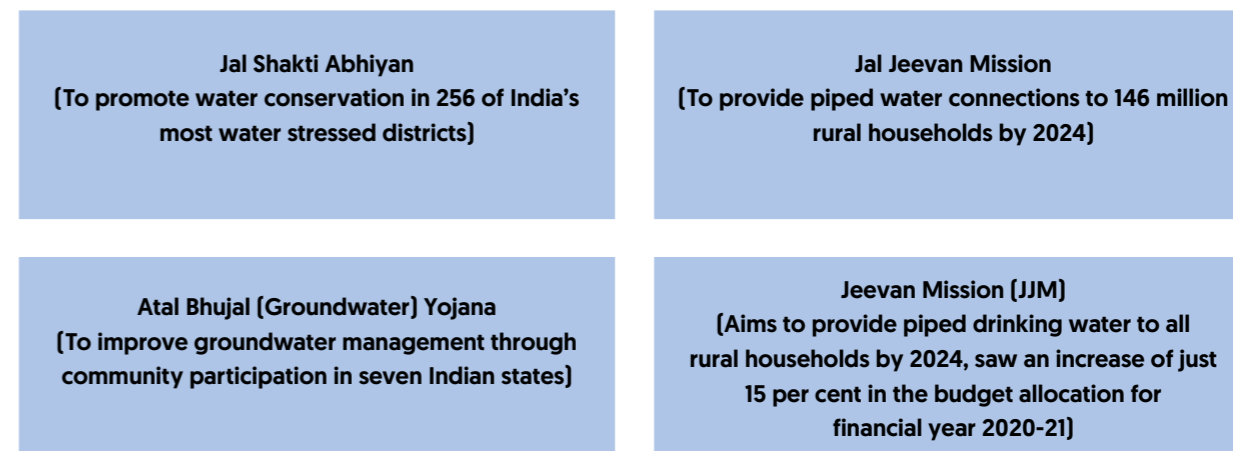 Jal Shakti Abhiyan
(To promote water conservation in 256 of India's
most water stressed districts)
Jal Jeevan Mission
(To provide piped water connections to 146 million
rural households by 2024)
Atal Bhujal (Groundwater) Yojana
(To improve groundwater management through
community participation in seven Indian states)
Jeevan Mission (JJM)
(Aims to provide piped drinking water to all
rural households by 2024, saw an increase of just
15 per cent in the budget allocation for
financial year 2020-21)